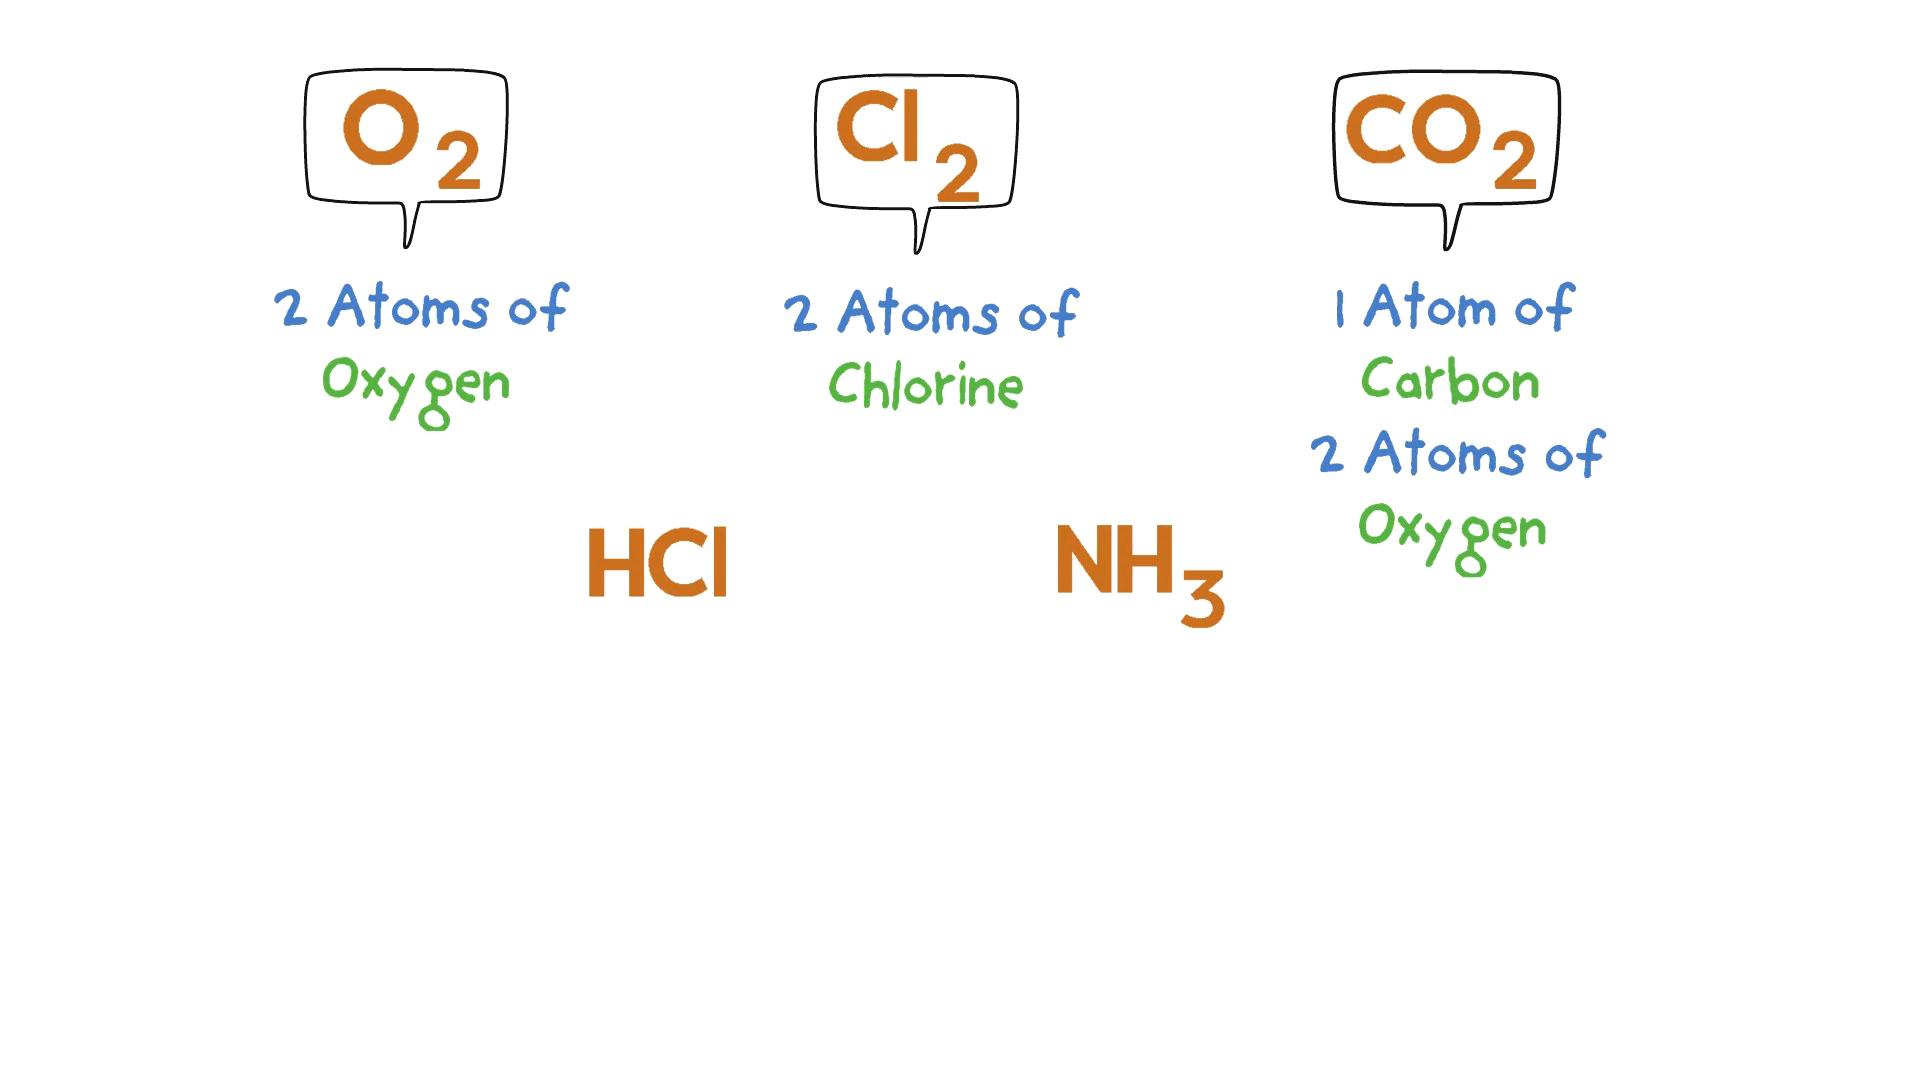 O₂
2 Atoms of
Oxygen
Cl₂
2 Atoms of
Chlorine
CO₂
1 Atom of
Carbon
2 Atoms of
Oxygen
HCl
NH₃